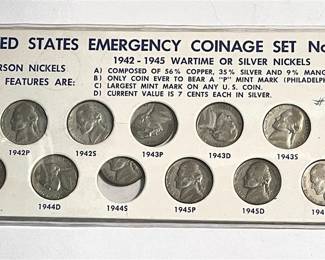 ED STATES EMERGENCY COINAGE SET No
1942 - 1945 WARTIME OR SILVER NICKELS
RSON NICKELS
FEATURES ARE:
A) COMPOSED OF 56% COPPER, 35% SILVER AND 9% MAN
B) ONLY COIN EVER TO BEAR A "P" MINT MARK (PHILADELPH
C) LARGEST MINT MARK ON ANY U.S. COIN.
D) CURRENT VALUE IS 7 CENTS EACH IN SILVER.
1942P 1942S 1943P 1943D 1943S
1944D 1944S 1945P 1945D 194